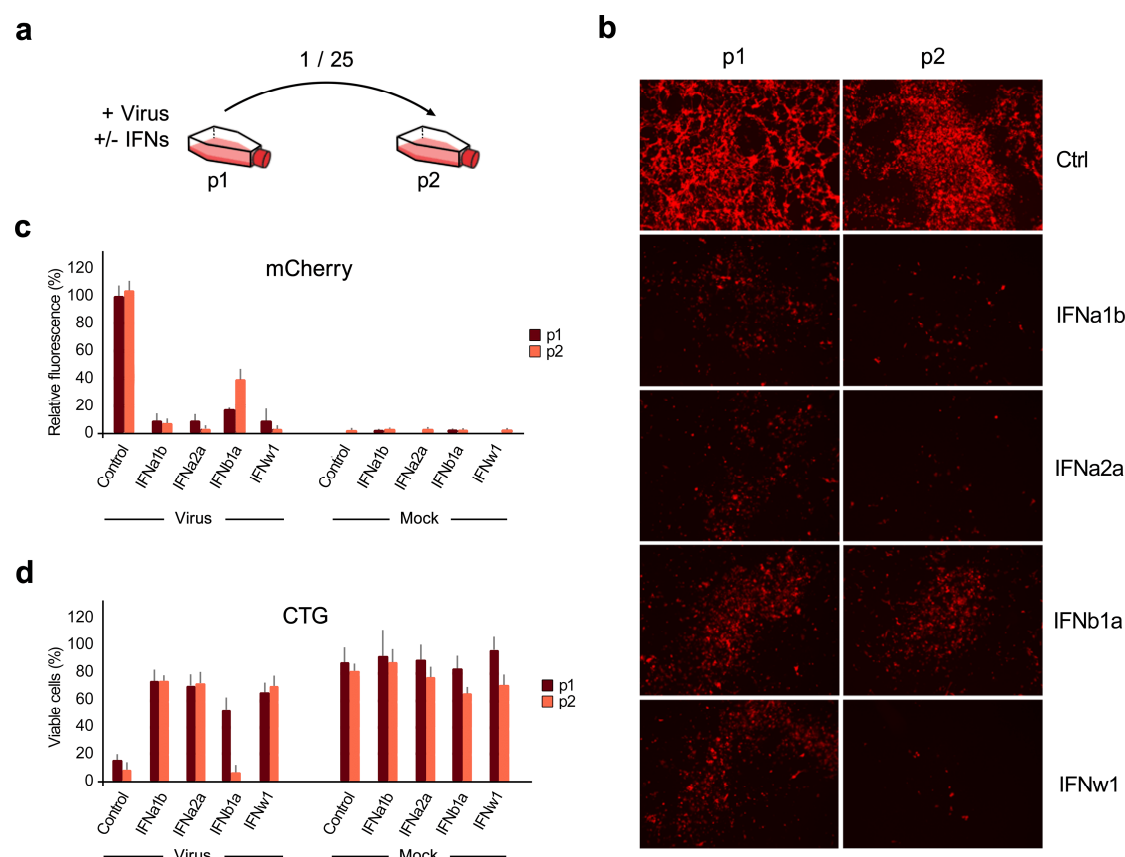 a
1 / 25
+ Virus
+/- IFNs
p1
p2
b
p1
p2
Ctrl
IFNa1b
IFNa2a
IFNb1a
IFNw1
c
mCherry
Relative fluorescence (%)
120
100
80
60
40
20
0
p1
p2
Control
IFNa1b
IFNa2a
IFNb1a
iFNw1
Control
IFNa1b
IFNa2a
IFNb1a
iFNw1
Virus
Mock
d
CTG
Viable cells (%)
120
100
80
60
40
20
0
p1
p2
Control
IFNa1b
IFNa2a
IFNb1a
IFNw1
Control
IFNa1b
IFNa2a
IFNb1a
IFNw1
Virus
Mock